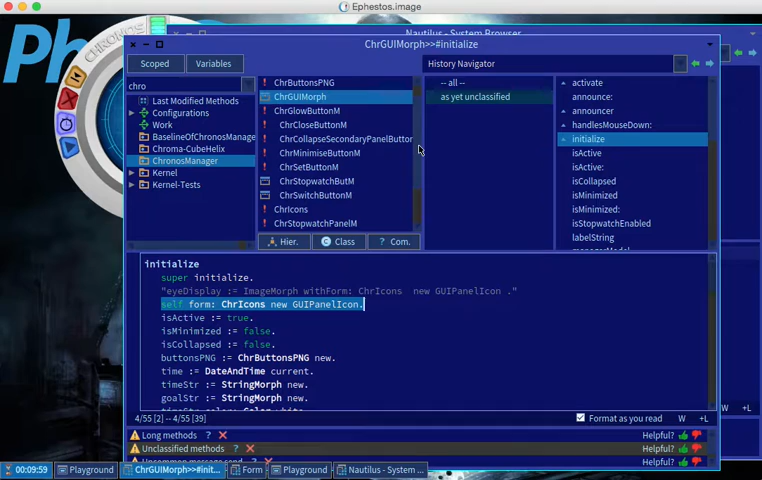 Ephestos.image
Ph
CHRONOS
Nautilus - System Browser
ChrGUIMorph>>#initialize
Scoped
Variables
History Navigator
chro
Last Modified Methods
Configurations
Work
BaselineOfChronosManage
Chroma-CubeHelix
ChronosManager
Kernel
Kernel-Tests
ChrButtonsPNG
ChrGUIMorph
ChrGlowButtonM
ChrCloseButtonM
ChrCollapseSecondaryPanelButton
ChrMinimiseButtonM
ChrSetButtonM
ChrStopwatchButM
ChrSwitchButtonM
ChrIcons
ChrStopwatchPanelM
-- all --
as yet unclassified
activate
announce:
announcer
handlesMouseDown:
initialize
isActive
isActive:
isCollapsed
isMinimized
isMinimized:
isStopwatchEnabled
labelString
Hier.
Class
? Com.
initialize
super initialize.
"eyeDisplay := ImageMorph withForm: ChrIcons new GUIPanelIcon ."
self form: ChrIcons new GUIPanelIcon.
isActive := true.
isMinimized := false.
isCollapsed := false.
buttonsPNG := ChrButtonsPNG new.
time := DateAndTime current.
timeStr := StringMorph new.
goalStr := StringMorph new.
4/55 [2] -- 4/55 [39]
Format as you read W +L
W +L
Long methods ? Helpful?
Unclassified methods ? Helpful?
Helpful?
00:09:59
Playground
ChrGUIMorph>>#init...
Form
Playground
Nautilus - System ...